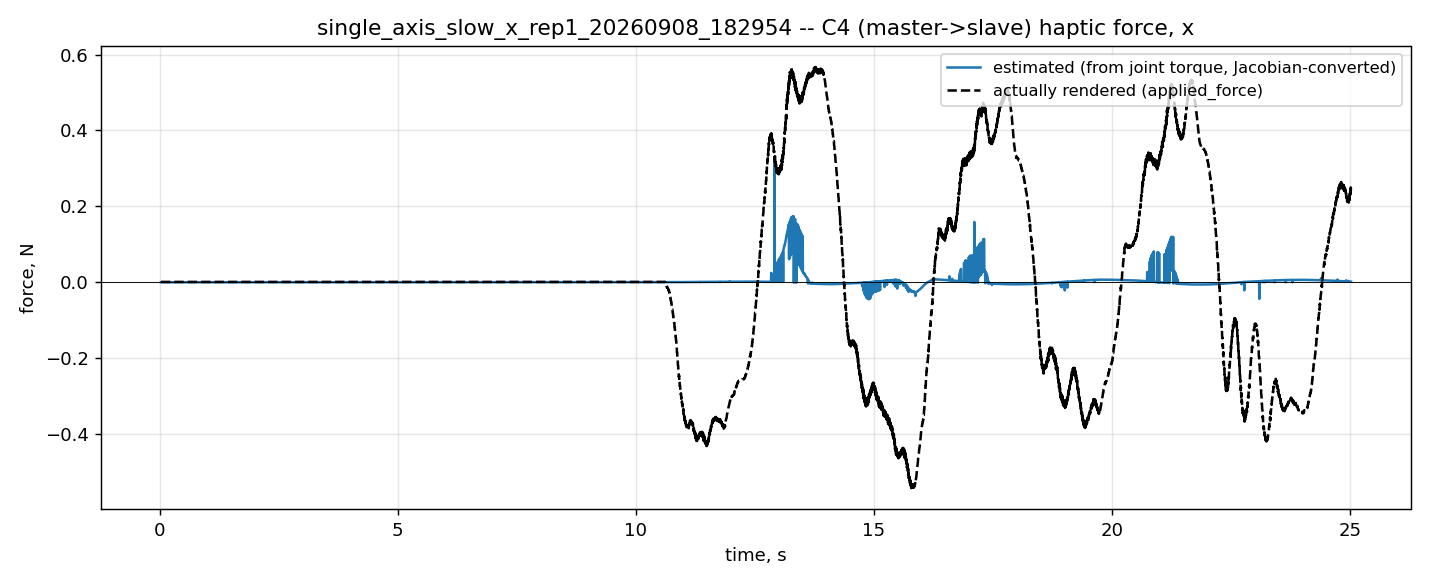 single_axis_slow_x_rep1_20260908_182954 -- C4 (master->slave) haptic force, x
estimated (from joint torque, Jacobian-converted)
actually rendered (applied_force)
force, N
0.6
0.4
0.2
0.0
−0.2
−0.4
0
5
10
15
20
25
time, s